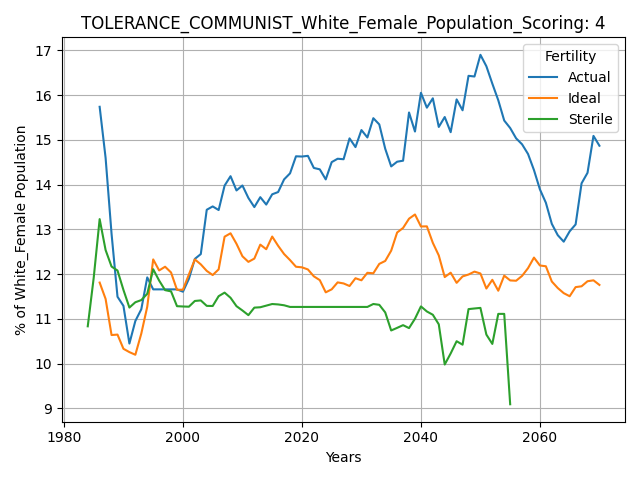 TOLERANCE_COMMUNIST_White_Female_Population_Scoring: 4
% of White_Female Population
17
16
15
14
13
12
11
10
9
Fertility
Actual
Ideal
Sterile
1980
2000
2020
2040
2060
Years